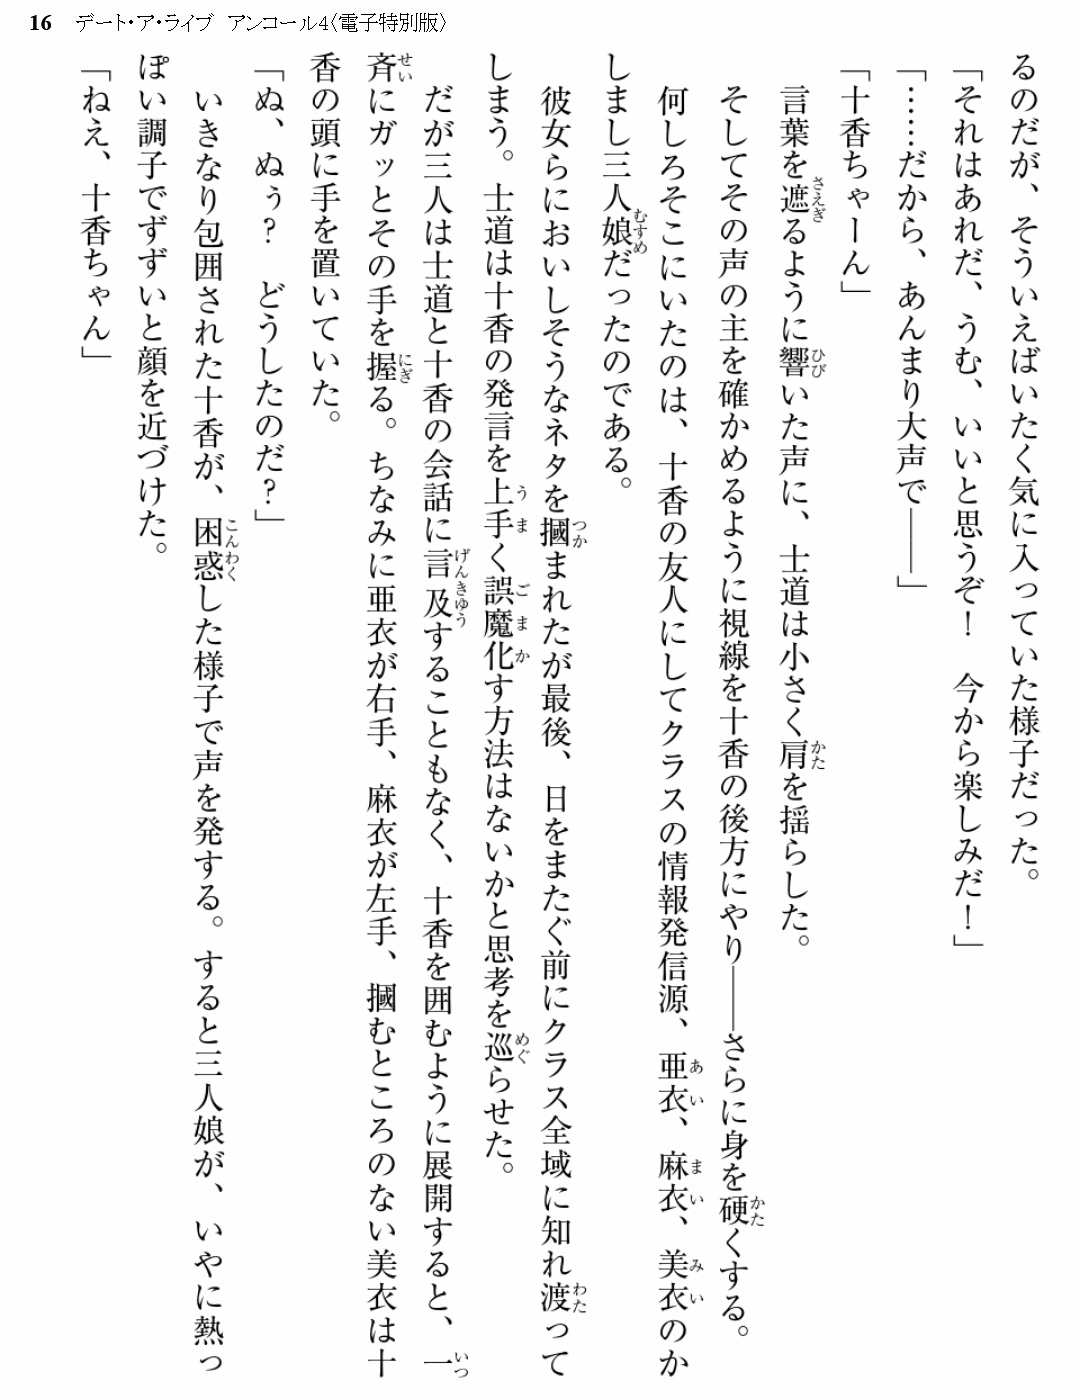 16 デート・ア・ライブ アンコール4〈電子特別版〉
るのだが、そういえばいたく気に入っていた様子だった。
「それはあれだ、うむ、いいと思うぞ！　今から楽しみだ！」
「……だから、あんまり大声で――」
「十香ちゃーん」
言葉を遮るように響いた声に、士道は小さく肩を揺らした。
そしてその声の主を確かめるように視線を十香の後方にやり――さらに身を硬くする。
何しろそこにいたのは、十香の友人にしてクラスの情報発信源、亜衣、麻衣、美衣のか
しまし三人娘だったのである。
彼女らにおいしそうなネタを摑まれたが最後、日をまたぐ前にクラス全域に知れ渡って
しまう。士道は十香の発言を上手く誤魔化す方法はないかと思考を巡らせた。
だが三人は士道と十香の会話に言及することもなく、十香を囲むように展開すると、一
斉にガッとその手を握る。ちなみに亜衣が右手、麻衣が左手、摑むところのない美衣は十
香の頭に手を置いていた。
「ぬ、ぬぅ？　どうしたのだ？」
いきなり包囲された十香が、困惑した様子で声を発する。すると三人娘が、いやに熱っ
ぽい調子でずずいと顔を近づけた。
「ねえ、十香ちゃん」